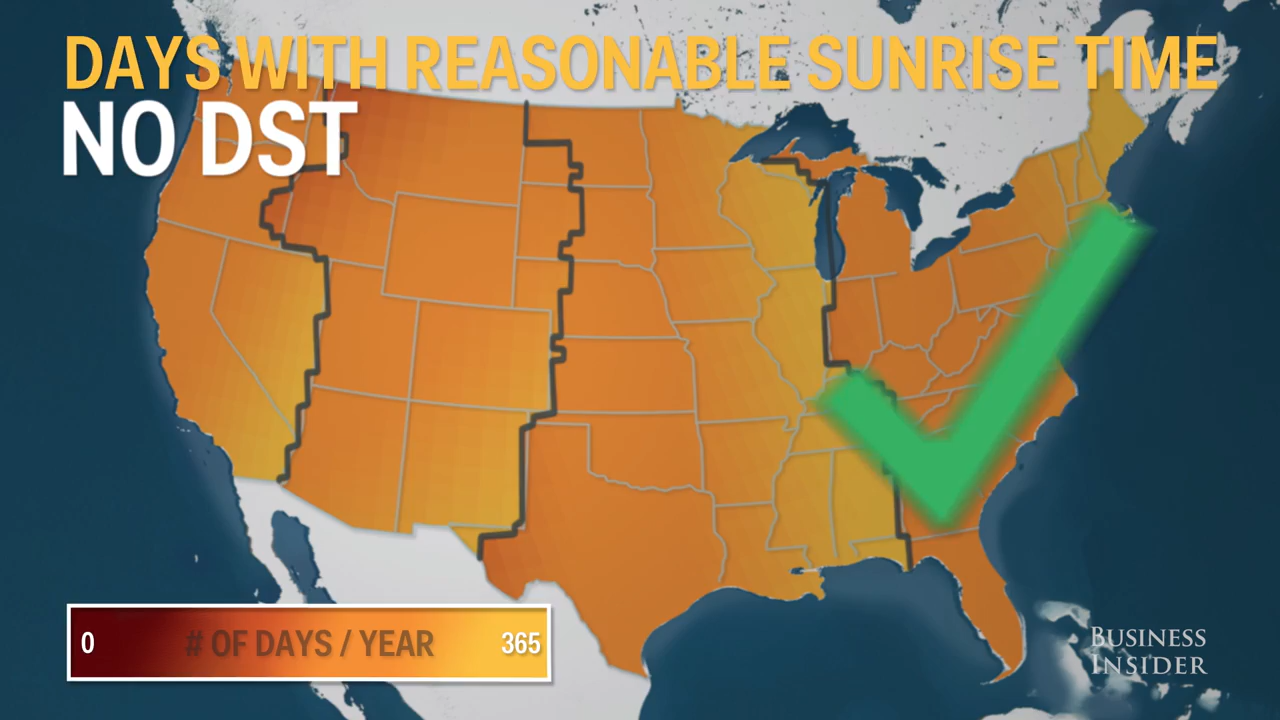 DAYS WITH REASONABLE SUNRISE TIME
NO DST
0 # OF DAYS / YEAR 365
BUSINESS
INSIDER